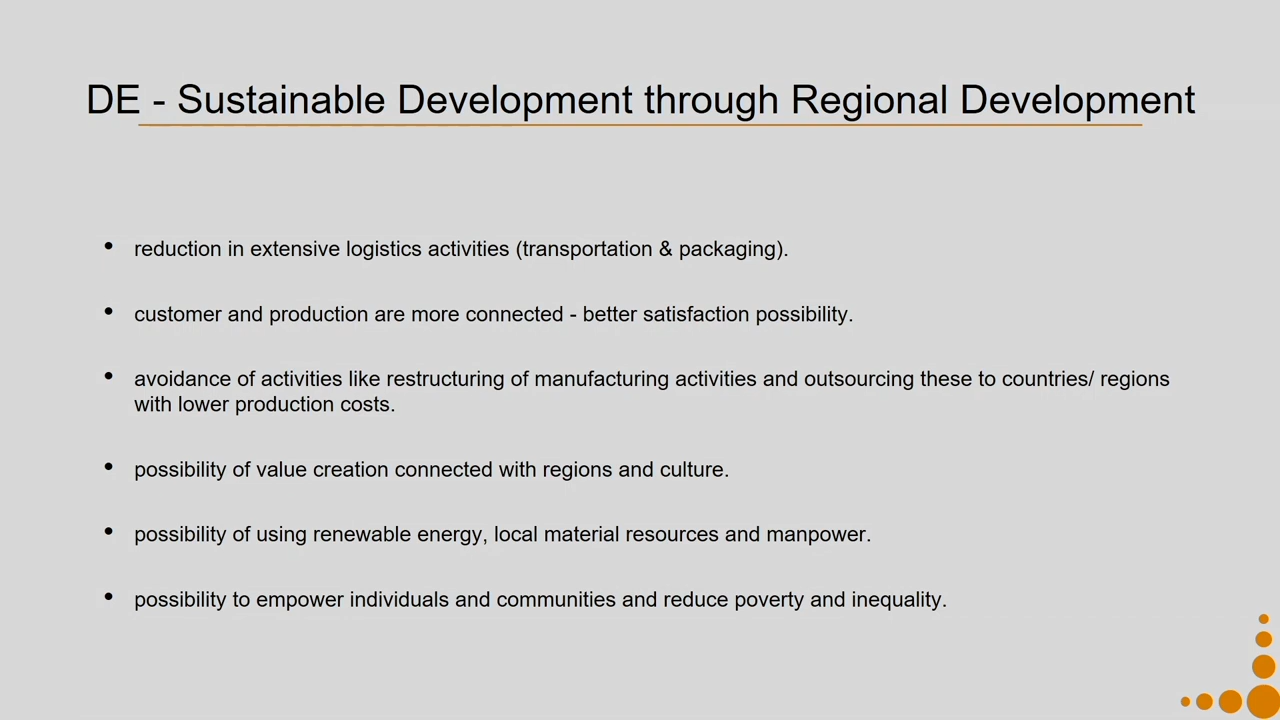 DE - Sustainable Development through Regional Development
• reduction in extensive logistics activities (transportation & packaging).
• customer and production are more connected - better satisfaction possibility.
• avoidance of activities like restructuring of manufacturing activities and outsourcing these to countries/ regions
with lower production costs.
• possibility of value creation connected with regions and culture.
• possibility of using renewable energy, local material resources and manpower.
• possibility to empower individuals and communities and reduce poverty and inequality.